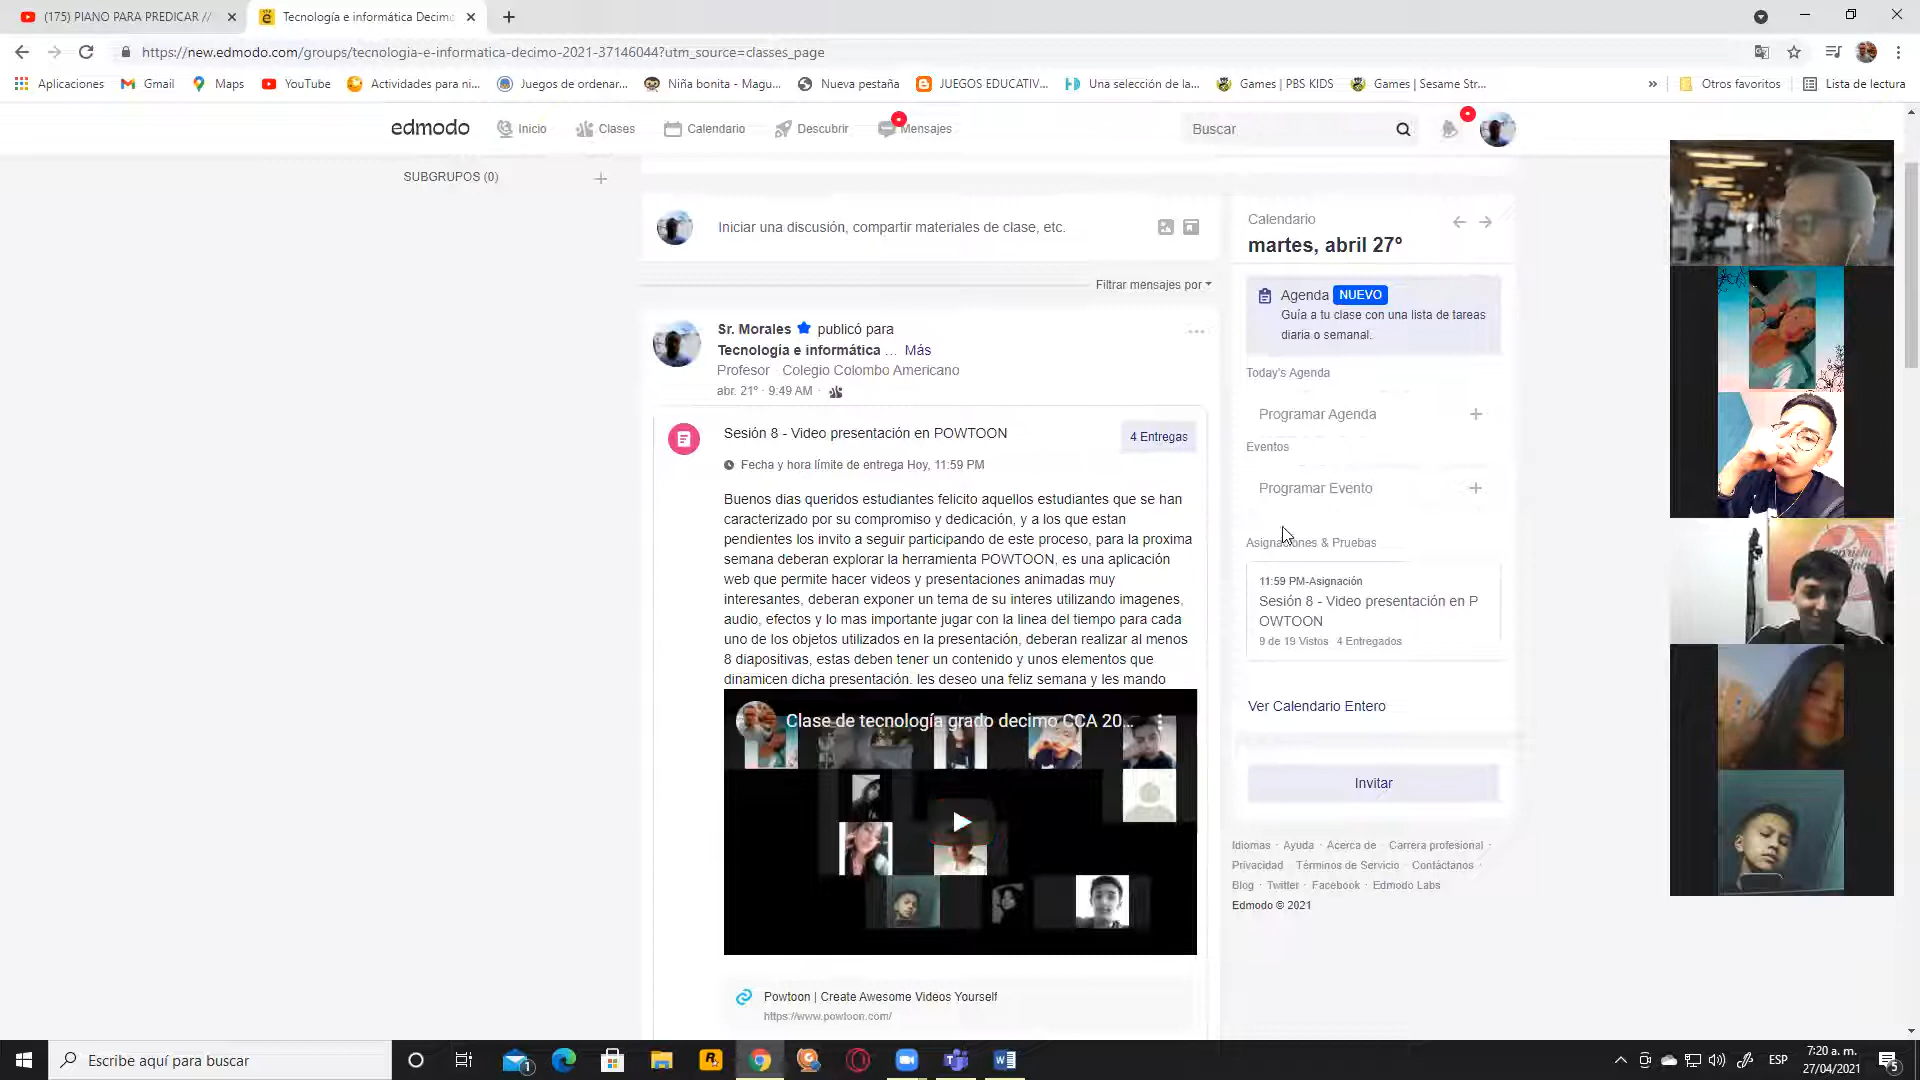 (175) PIANO PARA PREDICAR //
Tecnología e informática Decimo
https://new.edmodo.com/groups/tecnologia-e-informatica-decimo-2021-37146044?utm_source=classes_page
Aplicaciones
Gmail
Maps
YouTube
Actividades para ni...
Juegos de ordenar...
Niña bonita - Magu...
Nueva pestaña
JUEGOS EDUCATIV...
Una selección de la...
Games | PBS KIDS
Games | Sesame Str...
»
Otros favoritos
Lista de lectura
edmodo
Inicio
Clases
Calendario
Descubrir
Mensajes
Buscar
SUBGRUPOS (0)
Iniciar una discusión, compartir materiales de clase, etc.
Filtrar mensajes por
Sr. Morales publicó para
Tecnología e informática ... Más
Profesor · Colegio Colombo Americano
abr. 21º · 9:49 AM ·
Sesión 8 - Video presentación en POWTOON
4 Entregas
Fecha y hora límite de entrega Hoy, 11:59 PM
Buenos dias queridos estudiantes felicito aquellos estudiantes que se han
caracterizado por su compromiso y dedicación, y a los que estan
pendientes los invito a seguir participando de este proceso, para la proxima
semana deberan explorar la herramienta POWTOON, es una aplicación
web que permite hacer videos y presentaciones animadas muy
interesantes, deberan exponer un tema de su interes utilizando imagenes,
audio, efectos y lo mas importante jugar con la linea del tiempo para cada
uno de los objetos utilizados en la presentación, deberan realizar al menos
8 diapositivas, estas deben tener un contenido y unos elementos que
dinamicen dicha presentación. les deseo una feliz semana y les mando
Clase de tecnología grado decimo CCA 20...
Powtoon | Create Awesome Videos Yourself
https://www.powtoon.com/
Calendario
martes, abril 27º
Agenda NUEVO
Guía a tu clase con una lista de tareas
diaria o semanal.
Today's Agenda
Programar Agenda
Eventos
Programar Evento
Asignaciones & Pruebas
11:59 PM-Asignación
Sesión 8 - Video presentación en P
OWTOON
9 de 19 Vistos 4 Entregados
Ver Calendario Entero
Invitar
Idiomas · Ayuda · Acerca de · Carrera profesional ·
Privacidad · Términos de Servicio · Contáctanos ·
Blog · Twitter · Facebook · Edmodo Labs
Edmodo © 2021
Escribe aquí para buscar
1
ESP
7:20 a. m.
27/04/2021
5